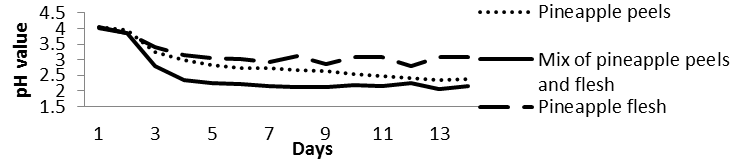 4.5
4
3.5
3
2.5
2
1.5
pH value
1 3 5 7 9 11 13
Days
Pineapple peels
Mix of pineapple peels
and flesh
Pineapple flesh